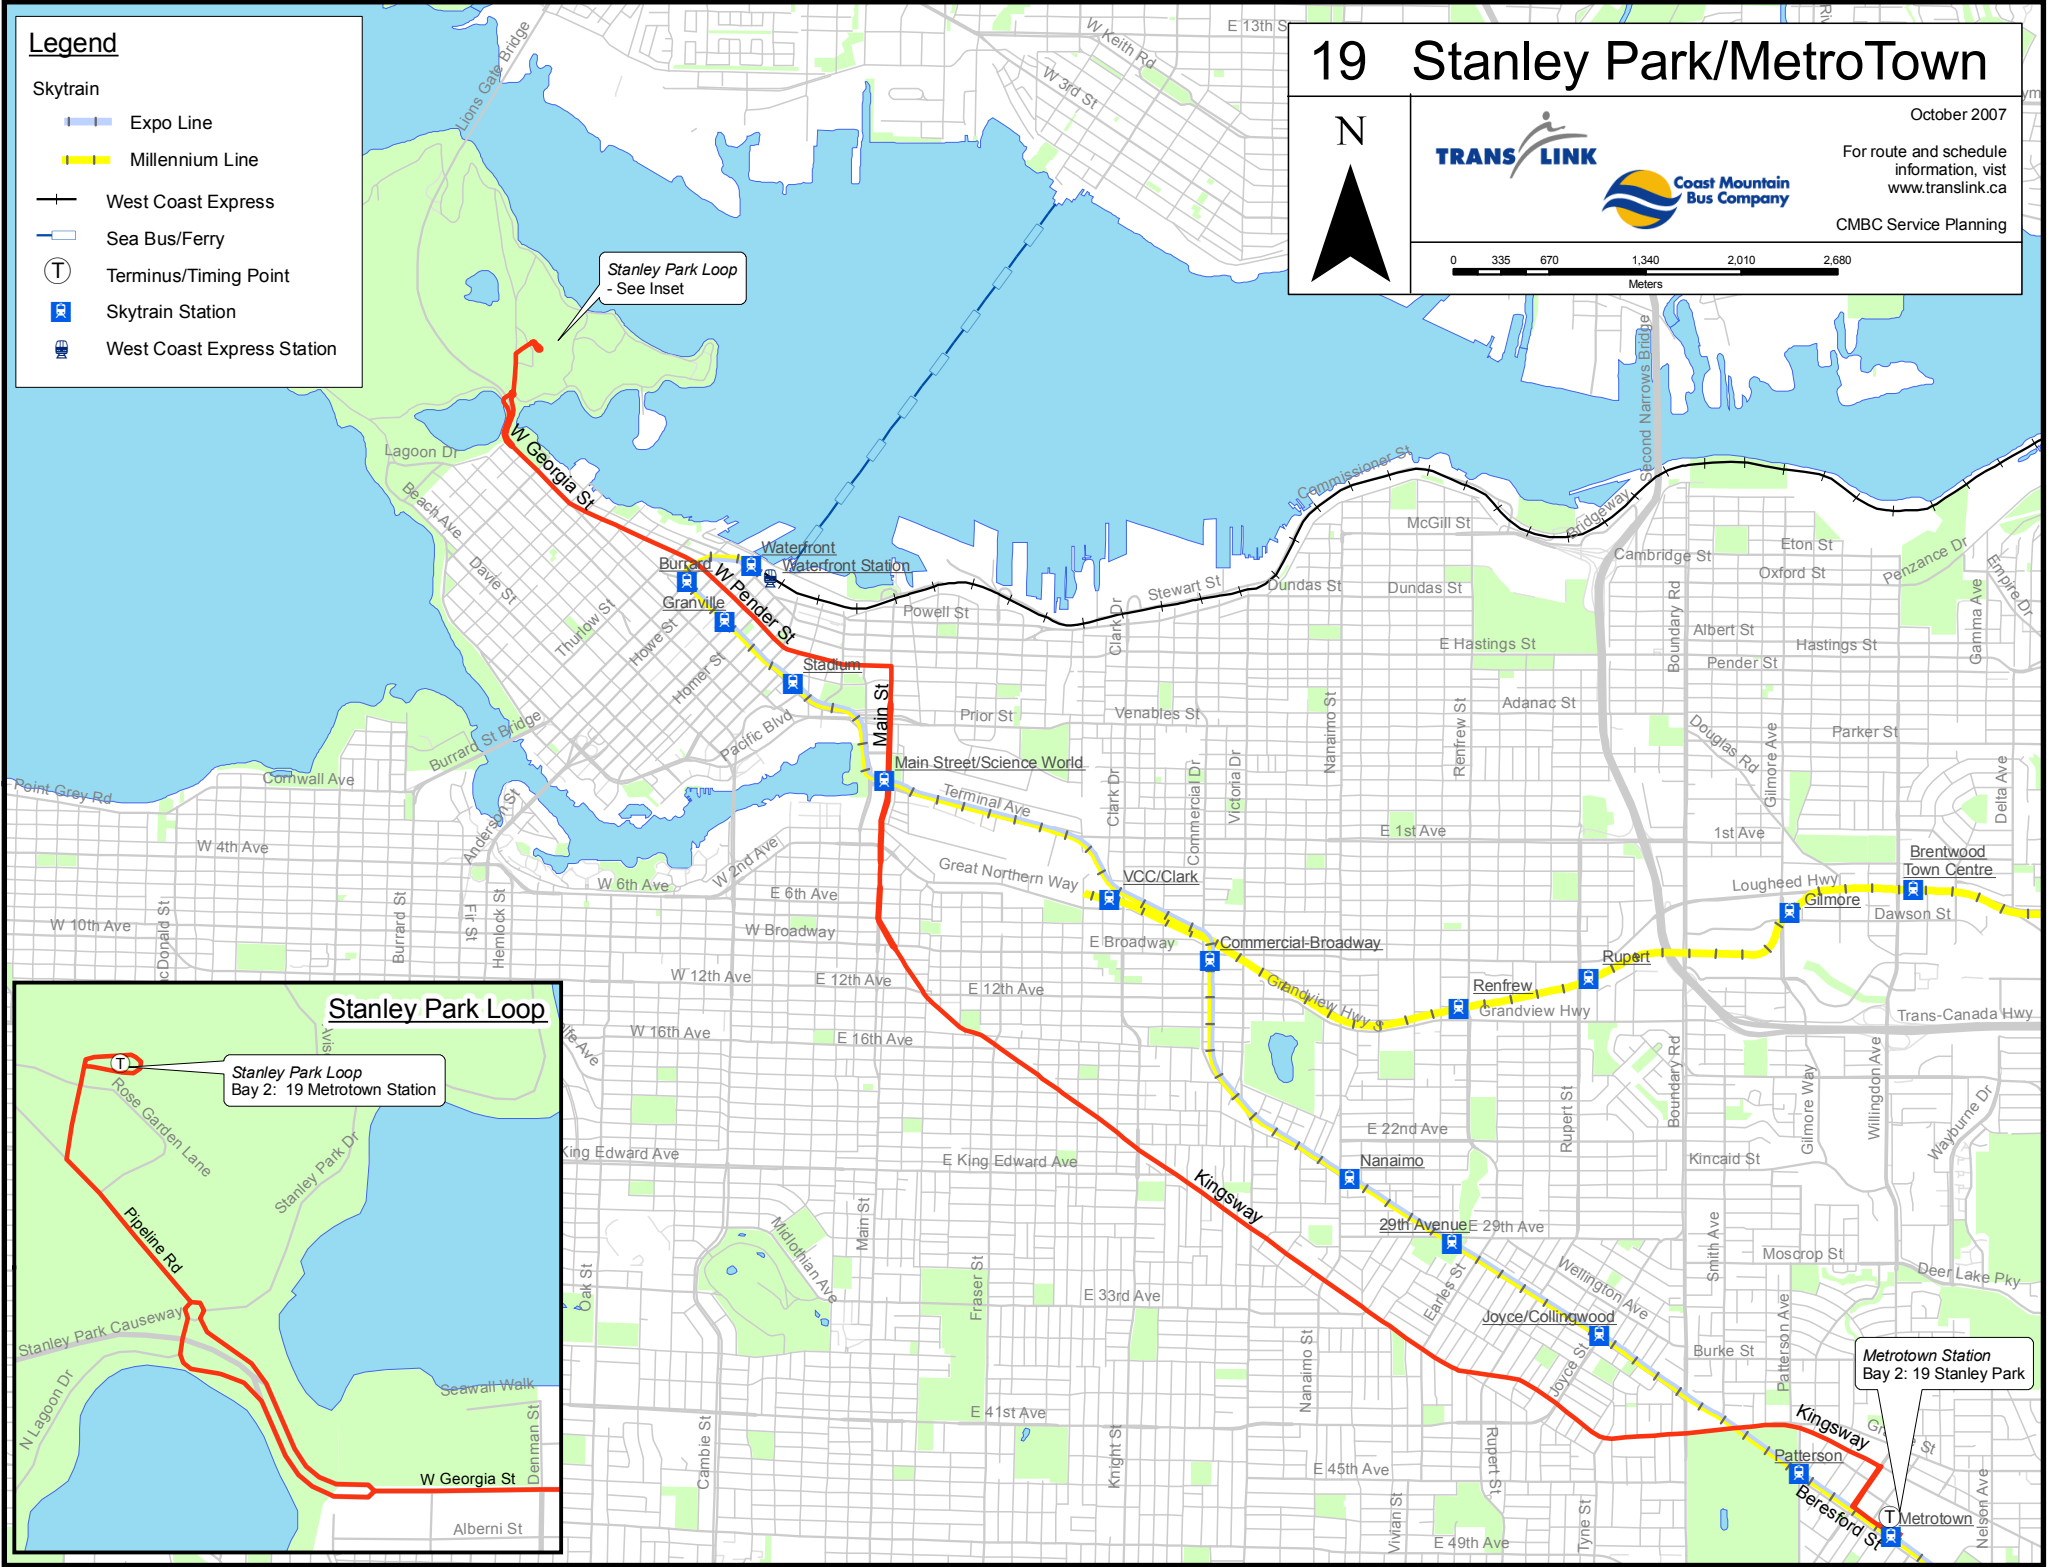 Legend
Skytrain
Expo Line
Millennium Line
West Coast Express
Sea Bus/Ferry
T
Terminus/Timing Point
Skytrain Station
West Coast Express Station
19 Stanley Park/MetroTown
N
TRANS LINK
Coast Mountain
Bus Company
October 2007
For route and schedule
information, vist
www.translink.ca
CMBC Service Planning
0 335 670 1,340 2,010 2,680
Meters
E 13th S
W Keith Rd
W 3rd St
Lions Gate Bridge
Stanley Park Loop
- See Inset
Second Narrows Bridge
W Georgia St
Lagoon Dr
Beach Ave
Davie St
Thurlow St
Howe St
Homer St
Pacific Blvd
Burrard St Bridge
Waterfront
Waterfront Station
Burrard
Granville
W Pender St
Stadium
Main St
Main Street/Science World
Commissioner St
Bridgeway
McGill St
Cambridge St
Eton St
Oxford St
Penzance Dr
Empire Dr
Stewart St
Dundas St
Dundas St
Powell St
Clark Dr
E Hastings St
Boundary Rd
Albert St
Hastings St
Pender St
Gamma Ave
Prior St
Venables St
Nanaimo St
Renfrew St
Adanac St
Douglas Rd
Gilmore Ave
Parker St
Delta Ave
Point Grey Rd
Cornwall Ave
Anderson St
W 4th Ave
W 2nd Ave
W 6th Ave
E 6th Ave
Terminal Ave
Great Northern Way
Clark Dr
Commercial Dr
Victoria Dr
E 1st Ave
1st Ave
Brentwood
Town Centre
Lougheed Hwy
Gilmore
Dawson St
VCC/Clark
W 10th Ave
cDonald St
Burrard St
Fir St
Hemlock St
W Broadway
E Broadway
Commercial-Broadway
W 12th Ave
E 12th Ave
E 12th Ave
Grandview Hwy S
Renfrew
Rupert
Grandview Hwy
Trans-Canada Hwy
W 16th Ave
E 16th Ave
Boundary Rd
Rupert St
Gilmore Way
Willingdon Ave
Wayburne Dr
E 22nd Ave
Kincaid St
King Edward Ave
E King Edward Ave
Nanaimo
Kingsway
29th Avenue
E 29th Ave
Main St
Midlothian Ave
Oak St
Fraser St
Earles St
Wellington Ave
Smith Ave
Moscrop St
Deer Lake Pky
E 33rd Ave
Joyce/Collingwood
Joyce St
Burke St
Patterson Ave
Nanaimo St
Metrotown Station
Bay 2: 19 Stanley Park
E 41st Ave
Cambie St
Knight St
Kingsway
E 45th Ave
Rupert St
Patterson
Beresford St
T
Metrotown
Nelson Ave
Vivian St
E 49th Ave
Tyne St
Stanley Park Loop
T
Stanley Park Loop
Bay 2: 19 Metrotown Station
Rose Garden Lane
Stanley Park Dr
Pipeline Rd
Stanley Park Causeway
N Lagoon Dr
Seawall Walk
Denman St
W Georgia St
Alberni St